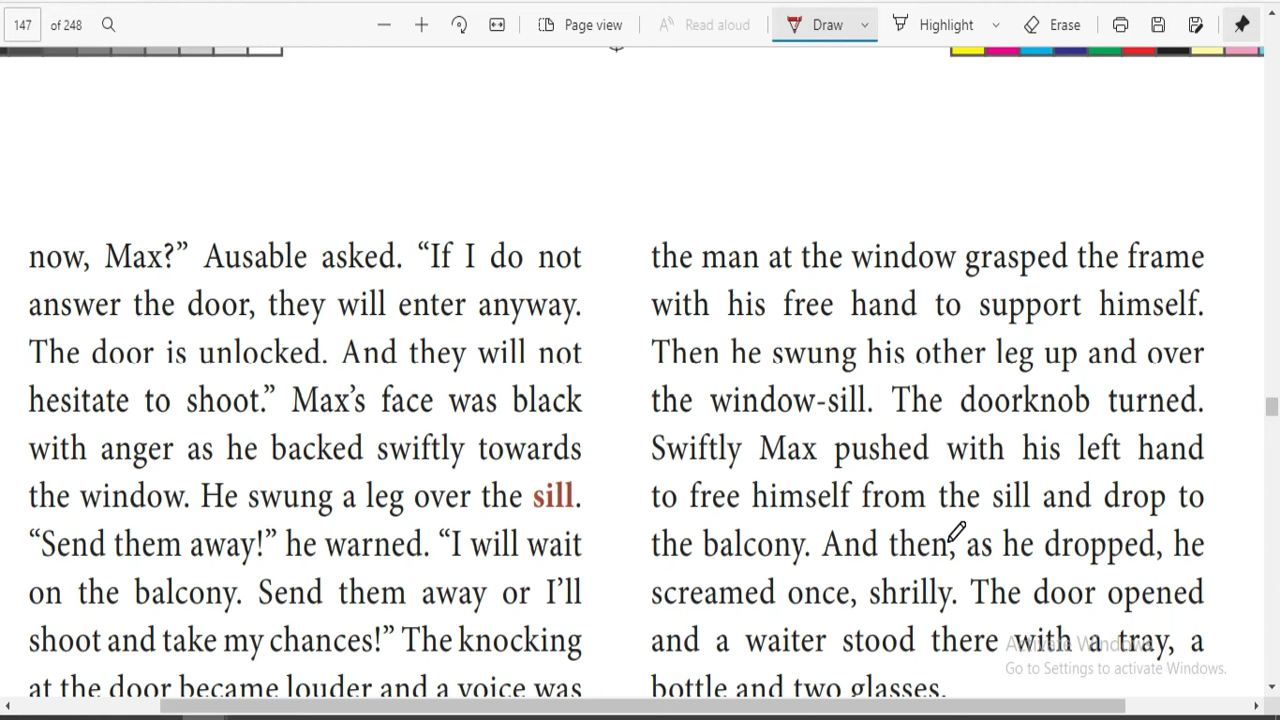 147 of 248 Page view Read aloud Draw Highlight Erase
now, Max?” Ausable asked. “If I do not
answer the door, they will enter anyway.
The door is unlocked. And they will not
hesitate to shoot.” Max’s face was black
with anger as he backed swiftly towards
the window. He swung a leg over the sill.
“Send them away!” he warned. “I will wait
on the balcony. Send them away or I’ll
shoot and take my chances!” The knocking
at the door became louder and a voice was
the man at the window grasped the frame
with his free hand to support himself.
Then he swung his other leg up and over
the window-sill. The doorknob turned.
Swiftly Max pushed with his left hand
to free himself from the sill and drop to
the balcony. And then, as he dropped, he
screamed once, shrilly. The door opened
and a waiter stood there with a tray, a
bottle and two glasses.
Activate Windows
Go to Settings to activate Windows.